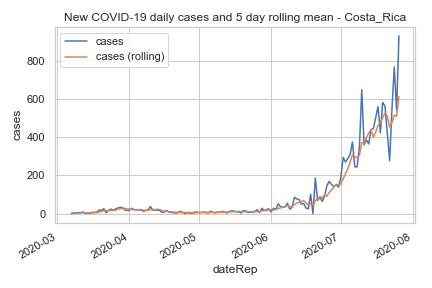 New COVID-19 daily cases and 5 day rolling mean - Costa_Rica
cases
cases (rolling)
800
600
400
200
0
cases
2020-03
2020-04
2020-05
2020-06
2020-07
2020-08
dateRep